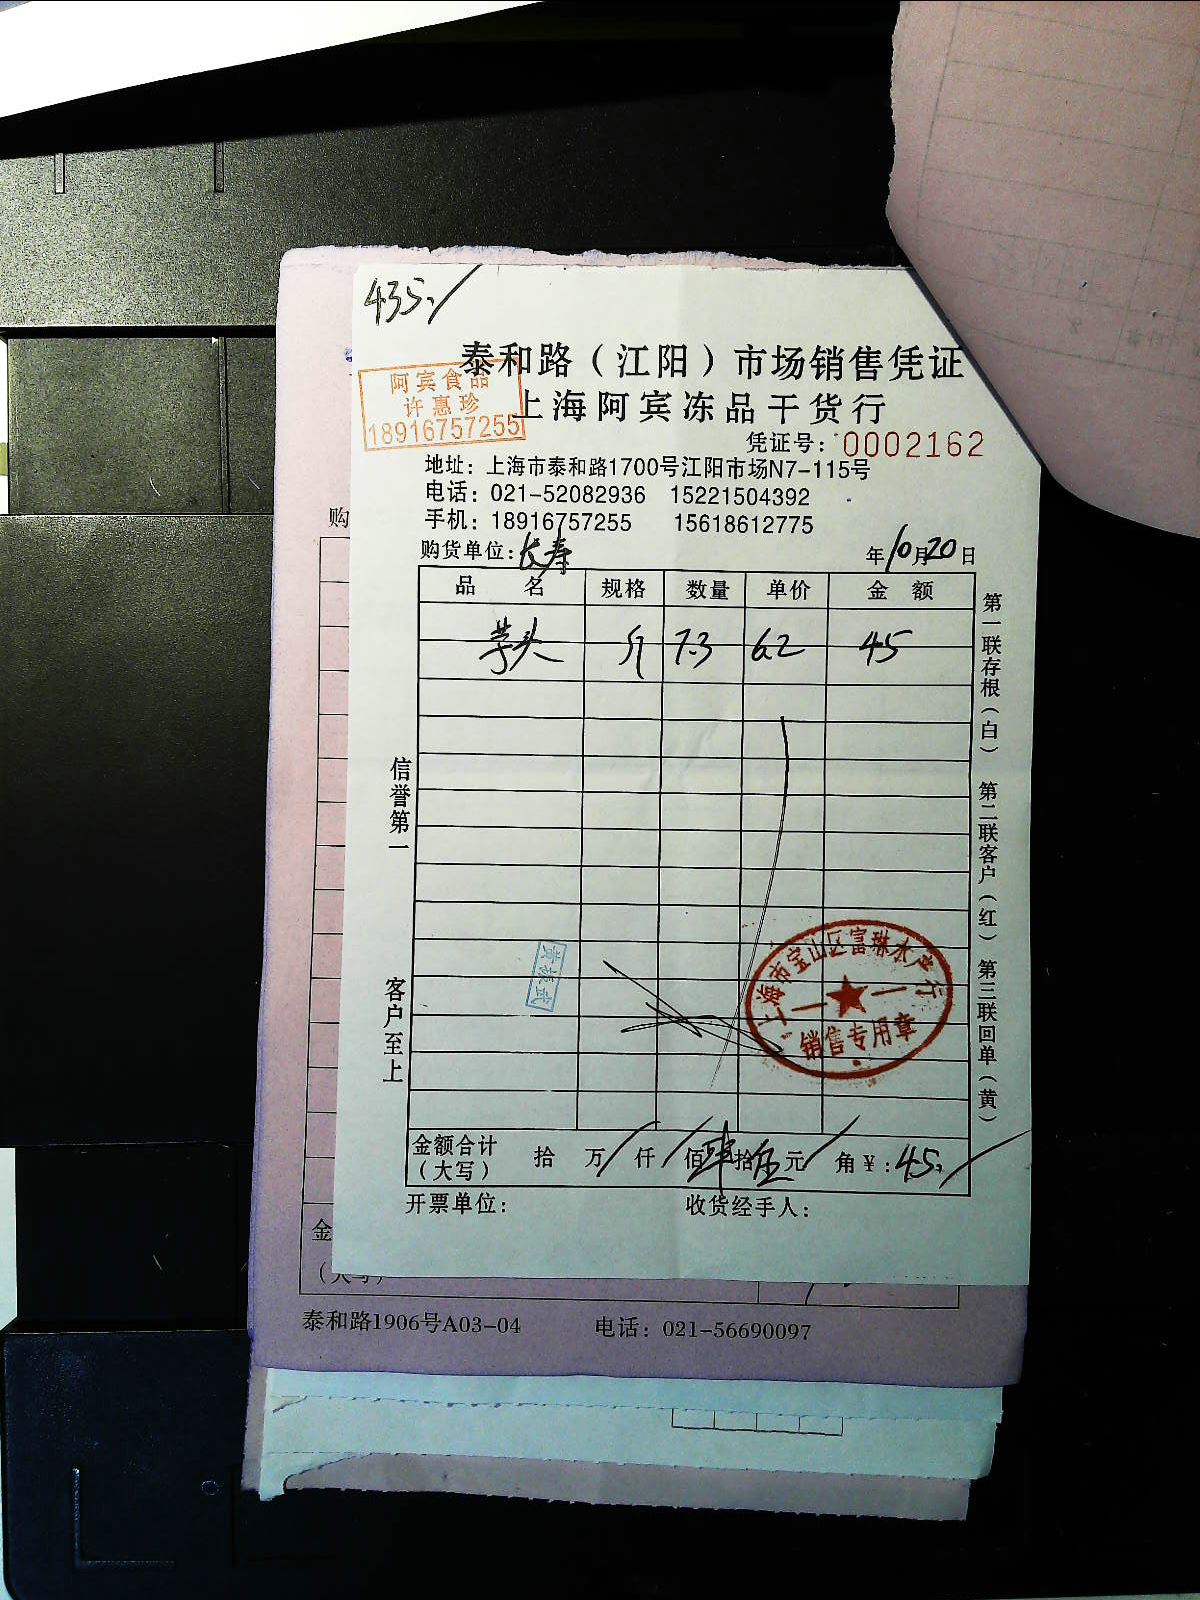 435./
泰和路（江阳）市场销售凭证
阿宾食品
许惠珍
18916757255
上海阿宾冻品干货行
凭证号：0002162
地址：上海市泰和路1700号江阳市场N7-115号
电话：021-52082936 15221504392
手机：18916757255 15618612775
购
购货单位：长寿 年10月20日
品 名 规格 数量 单价 金 额
芋头 斤 7.3 6.2 45
第一联存根（白） 第二联客户（红） 第三联回单（黄）
信誉第一
客户至上
黄振武
上海市宝山区富琳水产行
销售专用章
金额合计（大写） 拾 万 仟 佰 肆拾伍元 角 ¥：45.
开票单位： 收货经手人：
金
（大写）
泰和路1906号A03-04 电话：021-56690097